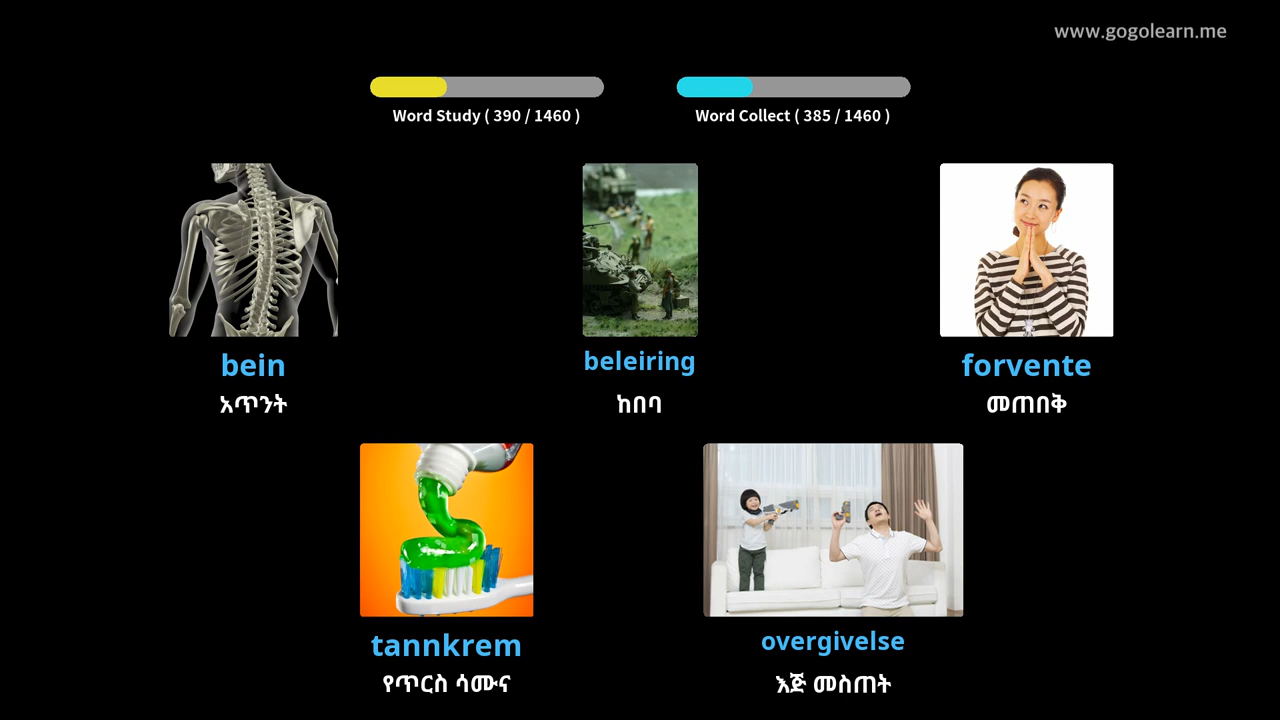 www.gogolearn.me
Word Study ( 390 / 1460 )
Word Collect ( 385 / 1460 )
bein
beleiring
forvente
አጥንት
ከበባ
መጠበቅ
tannkrem
overgivelse
የጥርስ ሳሙና
እጅ መስጠት